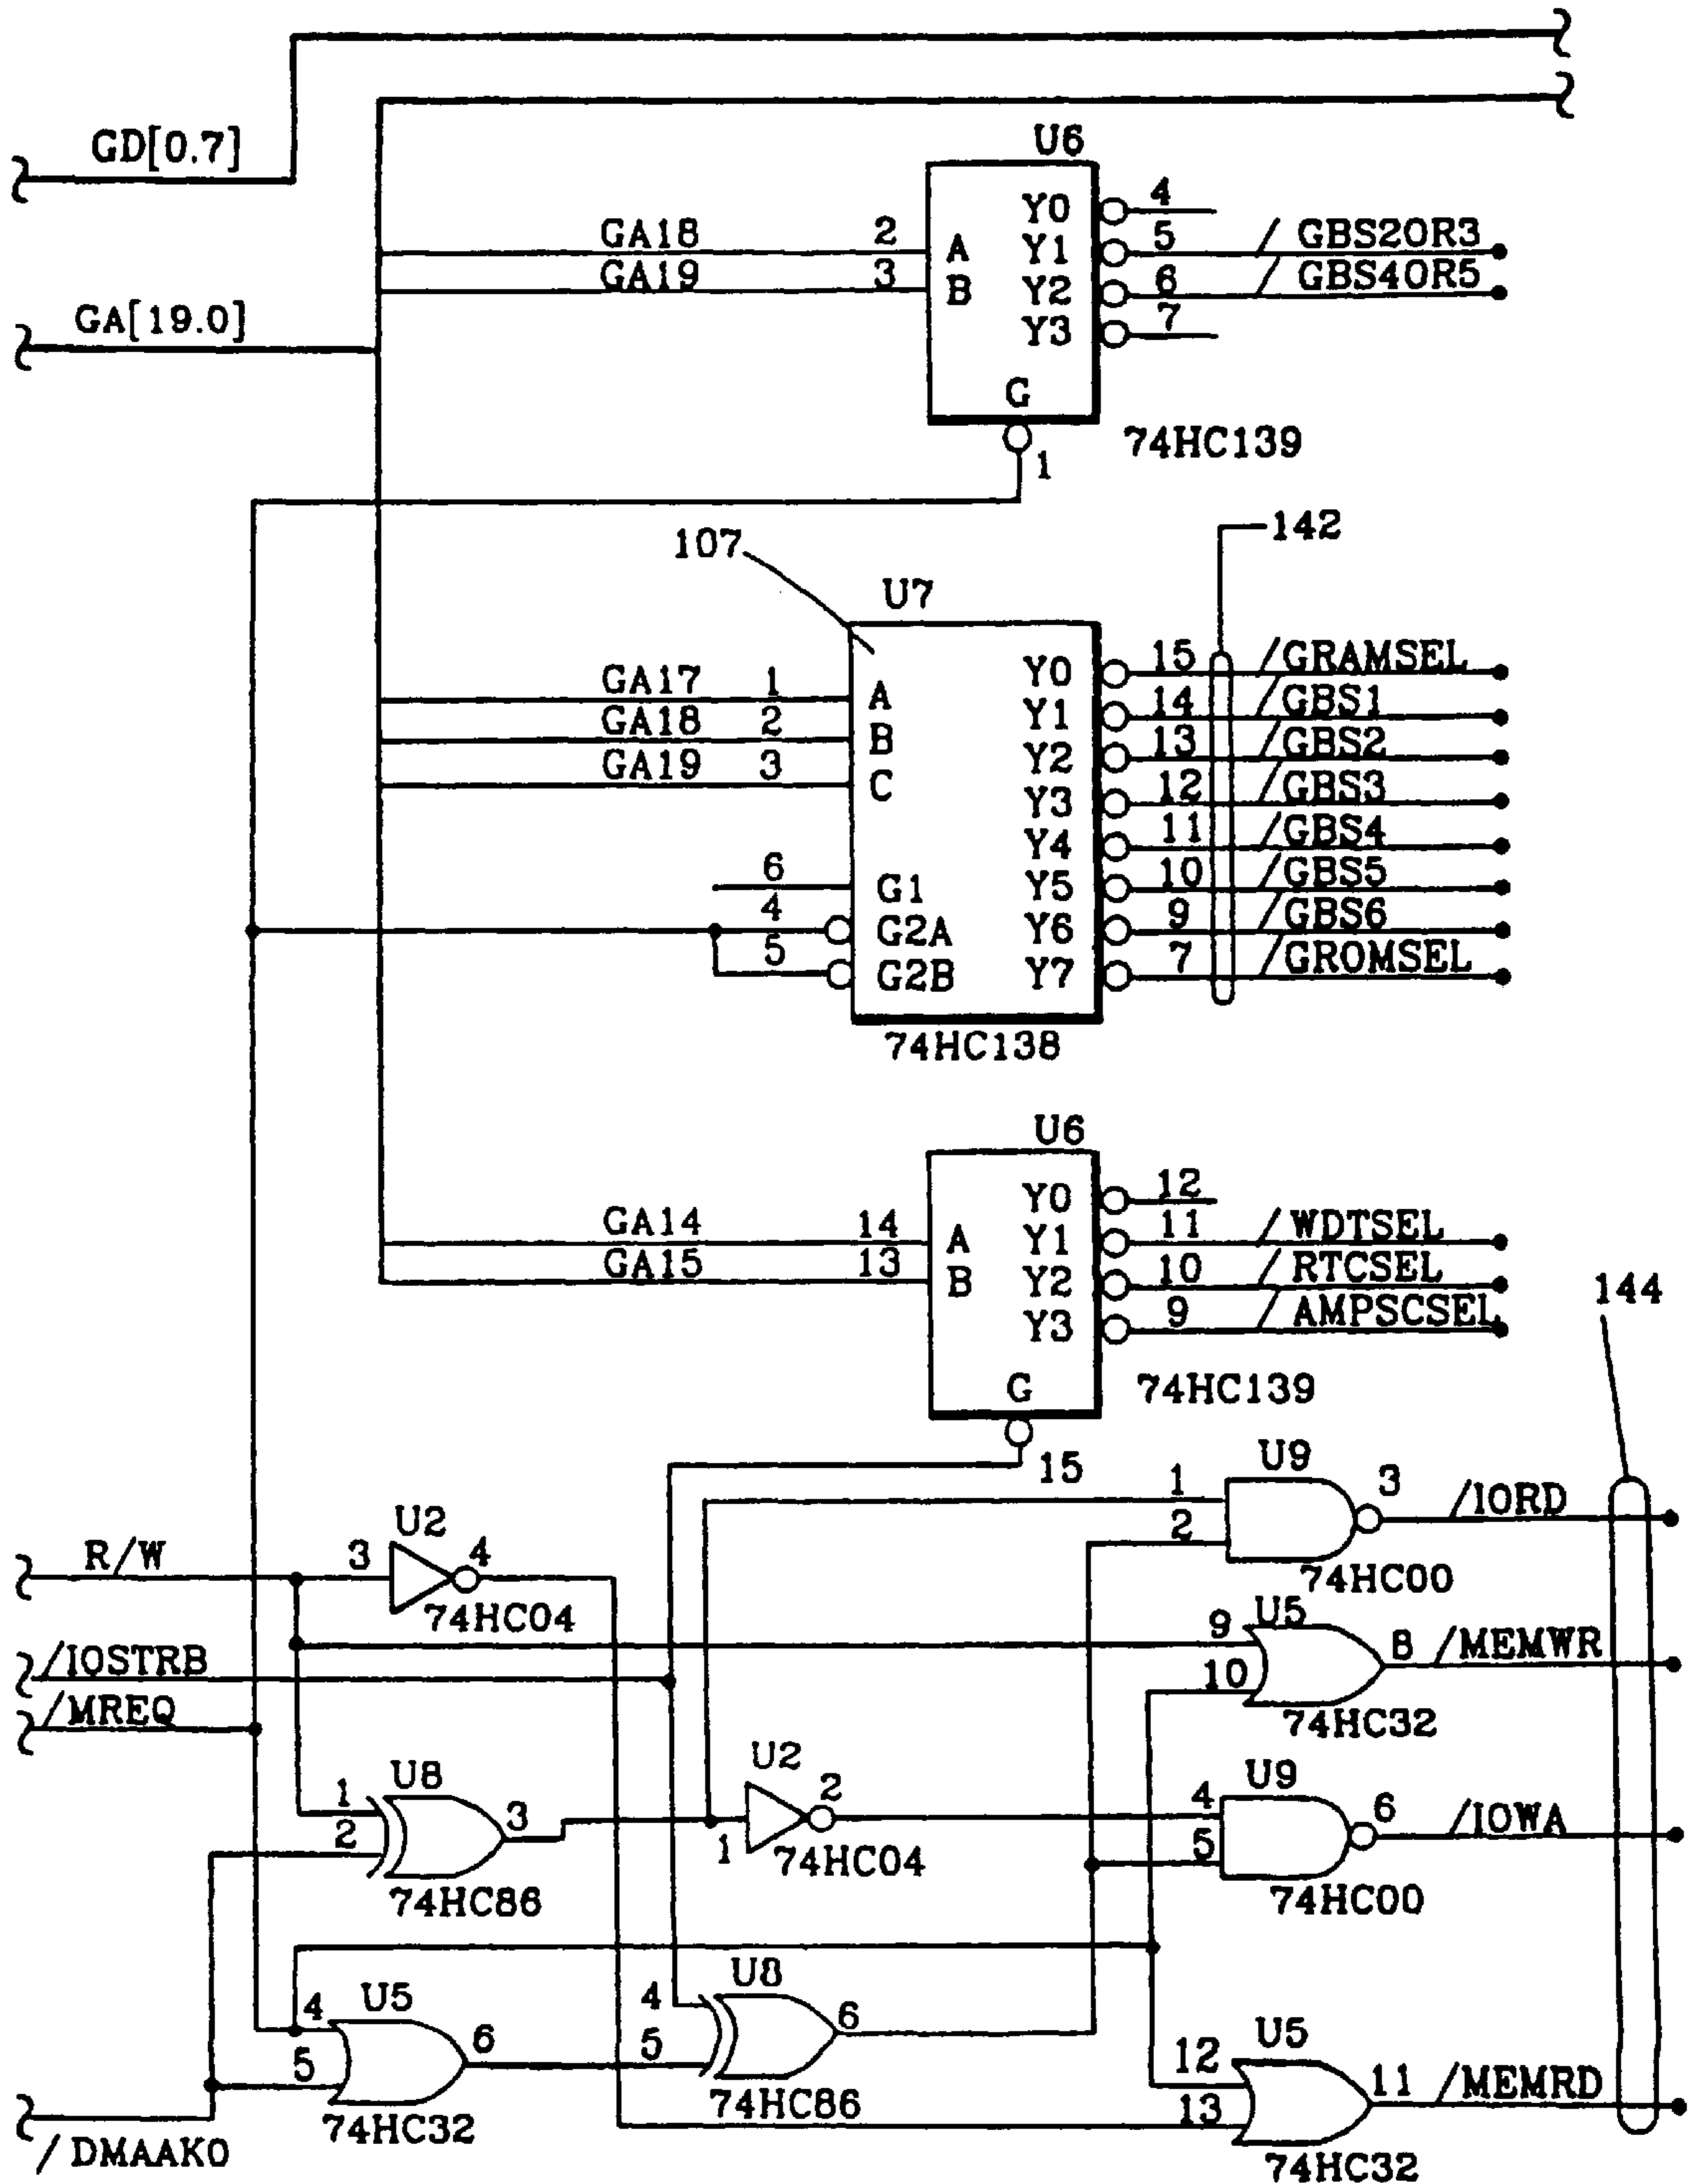 GD[0.7]
GA[19.0]
U6
GA18 2 A Y0 4
GA19 3 B Y1 5 / GBS2OR3
Y2 6 / GBS4OR5
Y3 7
G
1
74HC139
107
142
U7
GA17 1 A Y0 15 /GRAMSEL
GA18 2 B Y1 14 /GBS1
GA19 3 C Y2 13 /GBS2
Y3 12 /GBS3
Y4 11 /GBS4
6 G1 Y5 10 /GBS5
4 G2A Y6 9 /GBS6
5 G2B Y7 7 /GROMSEL
74HC138
U6
Y0 12
GA14 14 A Y1 11 / WDTSEL
GA15 13 B Y2 10 / RTCSEL
Y3 9 / AMPSCSEL
G
15
74HC139
144
U9
1 2 3 /IORD
74HC00
R/W 3 U2 4
74HC04
U5
9 10 8 /MEMWR
74HC32
/IOSTRB
/MREQ
U8
1 2 3
74HC86
U2
1 2
74HC04
U9
4 5 6 /IOWA
74HC00
U5
4 5 6
74HC32
U8
4 5 6
74HC86
U5
12 13 11 /MEMRD
74HC32
/ DMAAK0